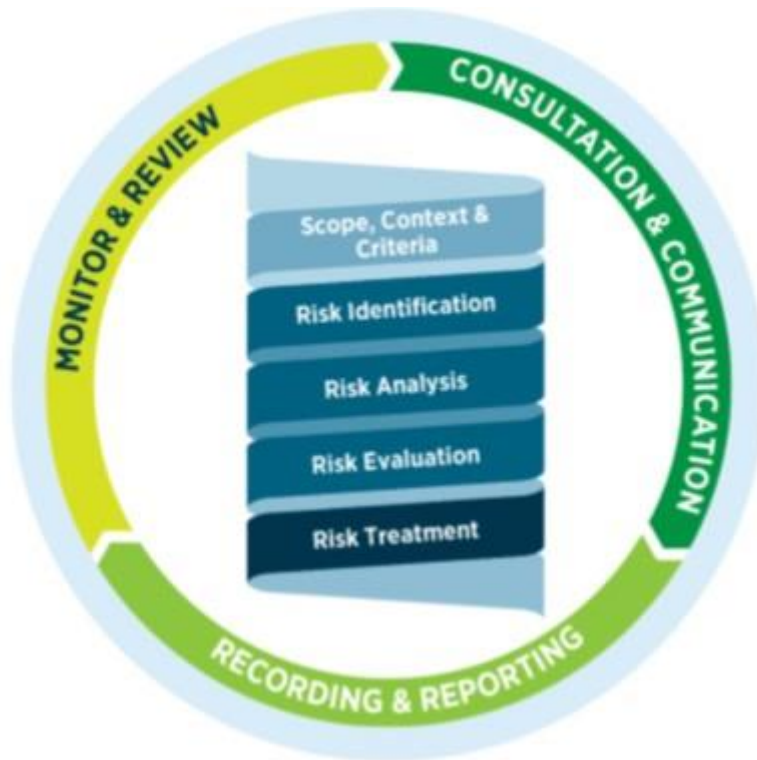 MONITOR & REVIEW
CONSULTATION & COMMUNICATION
Scope, Context &
Criteria
Risk Identification
Risk Analysis
Risk Evaluation
Risk Treatment
RECORDING & REPORTING